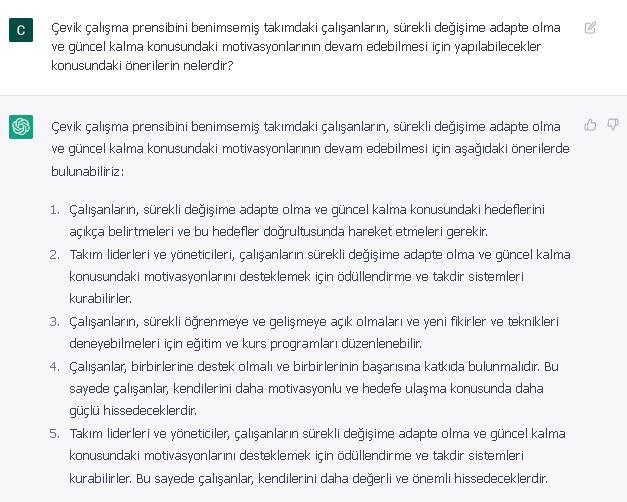 C
Çevik çalışma prensibini benimsemiş takımdaki çalışanların, sürekli değişime adapte olma
ve güncel kalma konusundaki motivasyonlarının devam edebilmesi için yapılabilecekler
konusundaki önerilerin nelerdir?
Çevik çalışma prensibini benimsemiş takımdaki çalışanların, sürekli değişime adapte olma
ve güncel kalma konusundaki motivasyonlarının devam edebilmesi için aşağıdaki önerilerde
bulunabiliriz:
1. Çalışanların, sürekli değişime adapte olma ve güncel kalma konusundaki hedeflerini
açıkça belirtmeleri ve bu hedefler doğrultusunda hareket etmeleri gerekir.
2. Takım liderleri ve yöneticileri, çalışanların sürekli değişime adapte olma ve güncel kalma
konusundaki motivasyonlarını desteklemek için ödüllendirme ve takdir sistemleri
kurabilirler.
3. Çalışanların, sürekli öğrenmeye ve gelişmeye açık olmaları ve yeni fikirler ve teknikleri
deneyebilmeleri için eğitim ve kurs programları düzenlenebilir.
4. Çalışanlar, birbirlerine destek olmalı ve birbirlerinin başarısına katkıda bulunmalıdır. Bu
sayede çalışanlar, kendilerini daha motivasyonlu ve hedefe ulaşma konusunda daha
güçlü hissedeceklerdir.
5. Takım liderleri ve yöneticiler, çalışanların sürekli değişime adapte olma ve güncel kalma
konusundaki motivasyonlarını desteklemek için ödüllendirme ve takdir sistemleri
kurabilirler. Bu sayede çalışanlar, kendilerini daha değerli ve önemli hissedeceklerdir.